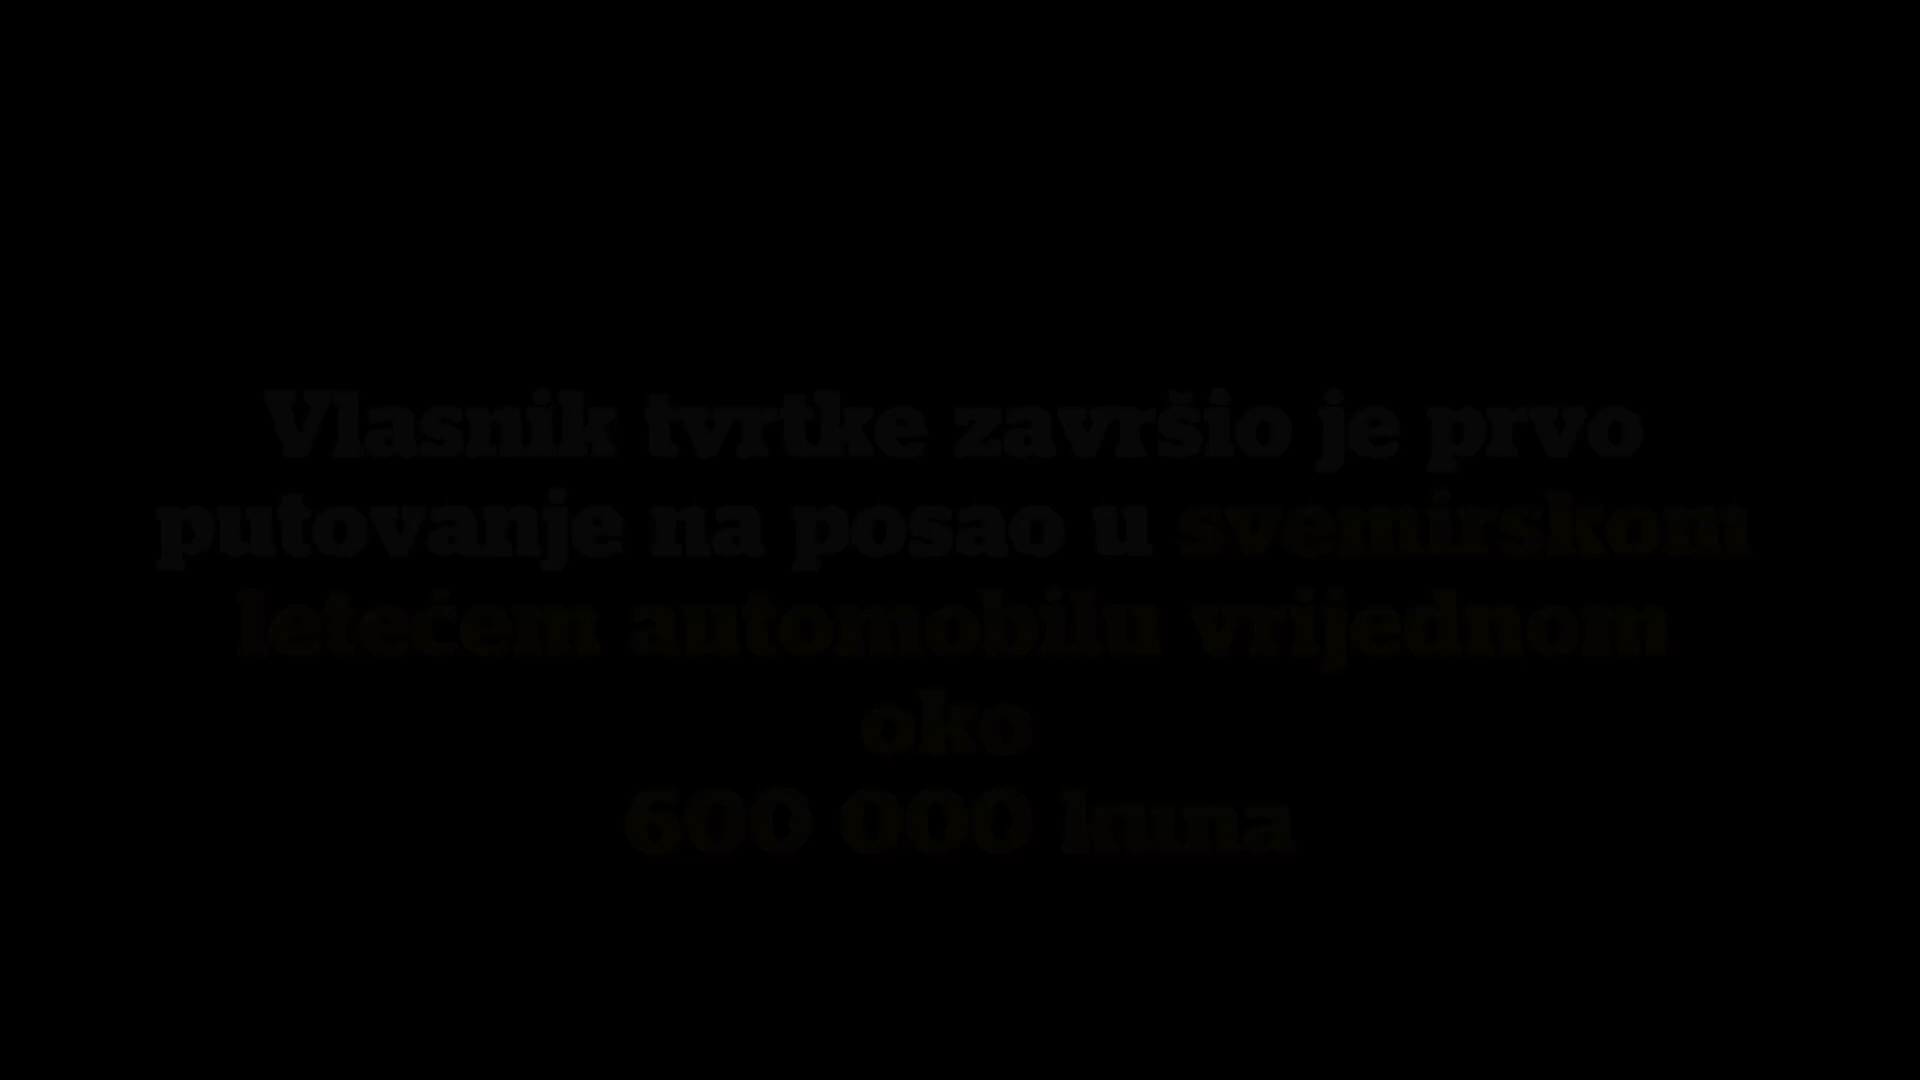 Vlasnik tvrtke završio je prvo
putovanje na posao u svemirskom
letećem automobilu vrijednom
oko
600 000 kuna